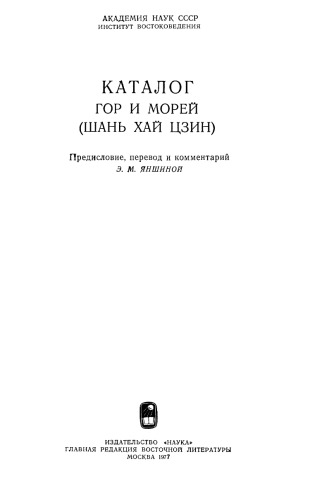 АКАДЕМИЯ НАУК СССР
ИНСТИТУТ ВОСТОКОВЕДЕНИЯ
КАТАЛОГ
ГОР И МОРЕЙ
(ШАНЬ ХАЙ ЦЗИН)
Предисловие, перевод и комментарий
Э. М. ЯНШИНОЙ
ИЗДАТЕЛЬСТВО «НАУКА»
ГЛАВНАЯ РЕДАКЦИЯ ВОСТОЧНОЙ ЛИТЕРАТУРЫ
МОСКВА 1977